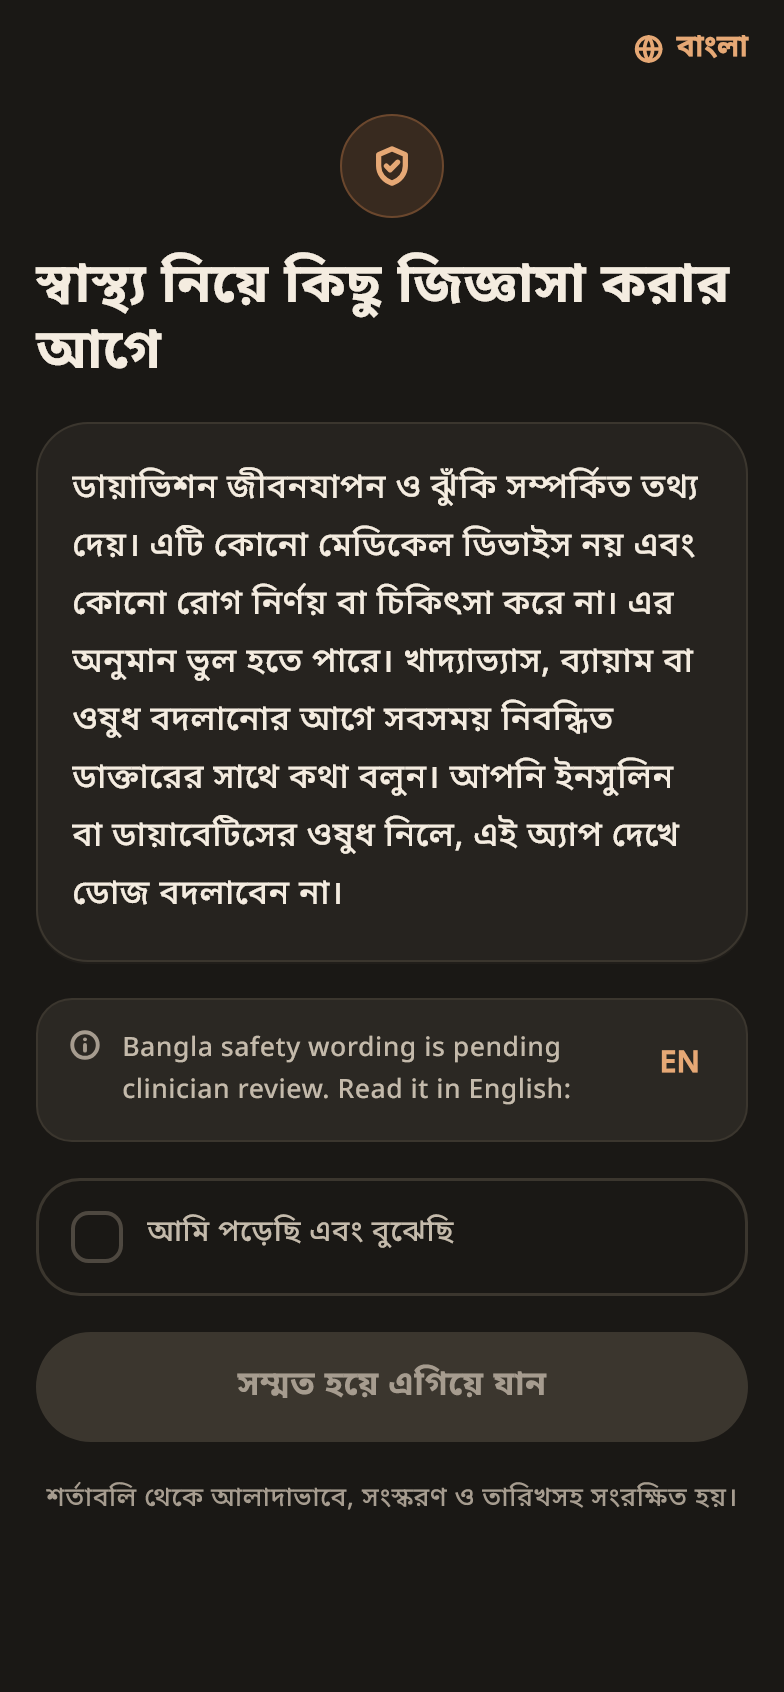 বাংলা
স্বাস্থ্য নিয়ে কিছু জিজ্ঞাসা করার
আগে
ডায়াভিশন জীবনযাপন ও ঝুঁকি সম্পর্কিত তথ্য
দেয়। এটি কোনো মেডিকেল ডিভাইস নয় এবং
কোনো রোগ নির্ণয় বা চিকিৎসা করে না। এর
অনুমান ভুল হতে পারে। খাদ্যাভ্যাস, ব্যায়াম বা
ওষুধ বদলানোর আগে সবসময় নিবন্ধিত
ডাক্তারের সাথে কথা বলুন। আপনি ইনসুলিন
বা ডায়াবেটিসের ওষুধ নিলে, এই অ্যাপ দেখে
ডোজ বদলাবেন না।
Bangla safety wording is pending
clinician review. Read it in English:
EN
আমি পড়েছি এবং বুঝেছি
সম্মত হয়ে এগিয়ে যান
শর্তাবলি থেকে আলাদাভাবে, সংস্করণ ও তারিখসহ সংরক্ষিত হয়।